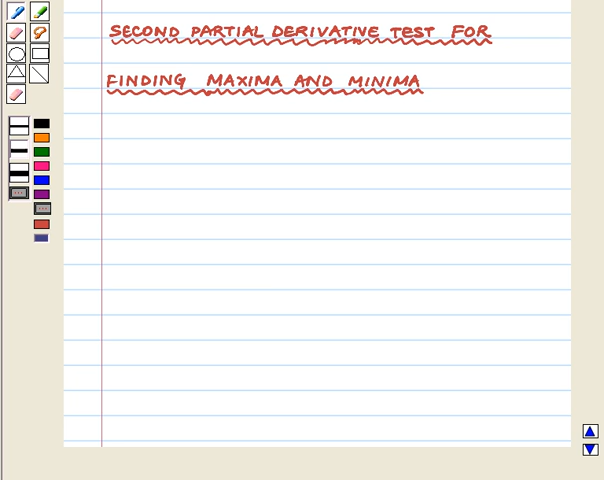 SECOND PARTIAL DERIVATIVE TEST FOR
FINDING MAXIMA AND MINIMA